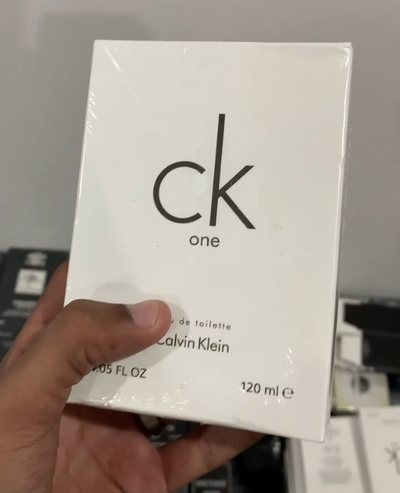 ck
one
de toilette
Calvin Klein
.05 FL OZ
120 ml e